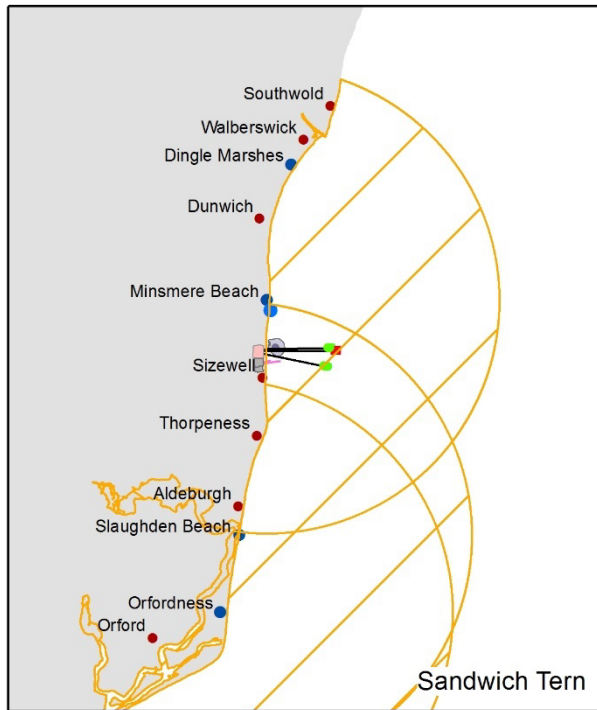 Southwold
Walberswick
Dingle Marshes
Dunwich
Minsmere Beach
Sizewell
Thorpeness
Aldeburgh
Slaughden Beach
Orfordness
Orford
Sandwich Tern